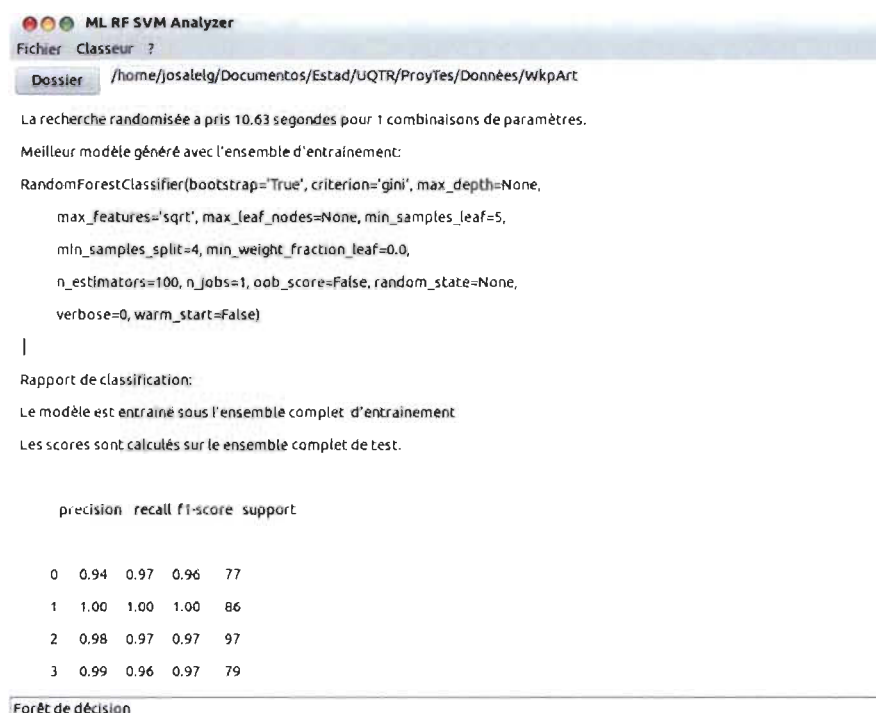 ML RF SVM Analyzer
Fichier Classeur ?
Dossier /home/josalelg/Documentos/Estad/UQTR/ProyTes/Données/WkpArt
La recherche randomisée a pris 10.63 segondes pour 1 combinaisons de paramètres.
Meilleur modèle généré avec l'ensemble d'entrainement:
RandomForestClassifier(bootstrap='True', criterion='gini', max_depth=None,
max_features='sqrt', max_leaf_nodes=None, min_samples_leaf=5,
min_samples_split=4, min_weight_fraction_leaf=0.0,
n_estimators=100, n_jobs=1, oob_score=False, random_state=None,
verbose=0, warm_start=False)
Rapport de classification:
Le modèle est entrainé sous l'ensemble complet d'entrainement
Les scores sont calculés sur le ensemble complet de test.
precision recall f1-score support
0 0.94 0.97 0.96 77
1 1.00 1.00 1.00 86
2 0.98 0.97 0.97 97
3 0.99 0.96 0.97 79
Forêt de décision